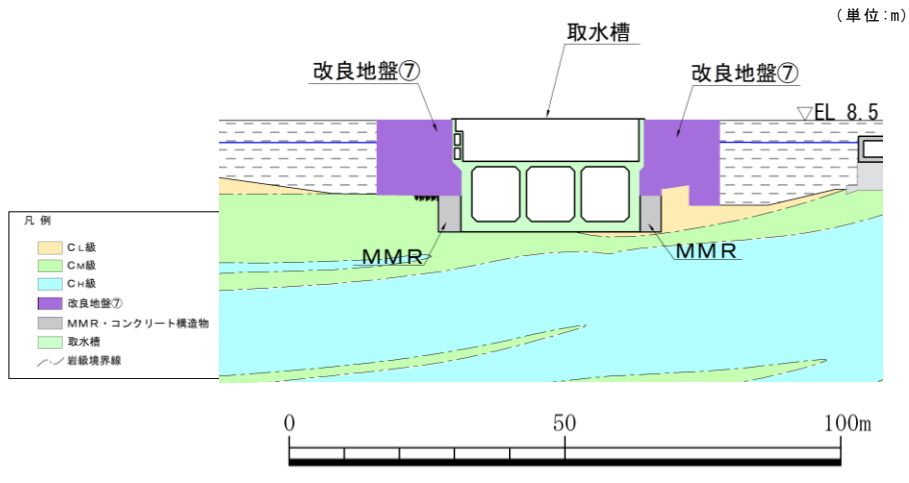 (単位:m)
取水槽
改良地盤⑦
改良地盤⑦
▽EL 8.5
凡 例
CL級
CM級
CH級
改良地盤⑦
MMR・コンクリート構造物
取水槽
岩級境界線
MMR
MMR
0 50 100m